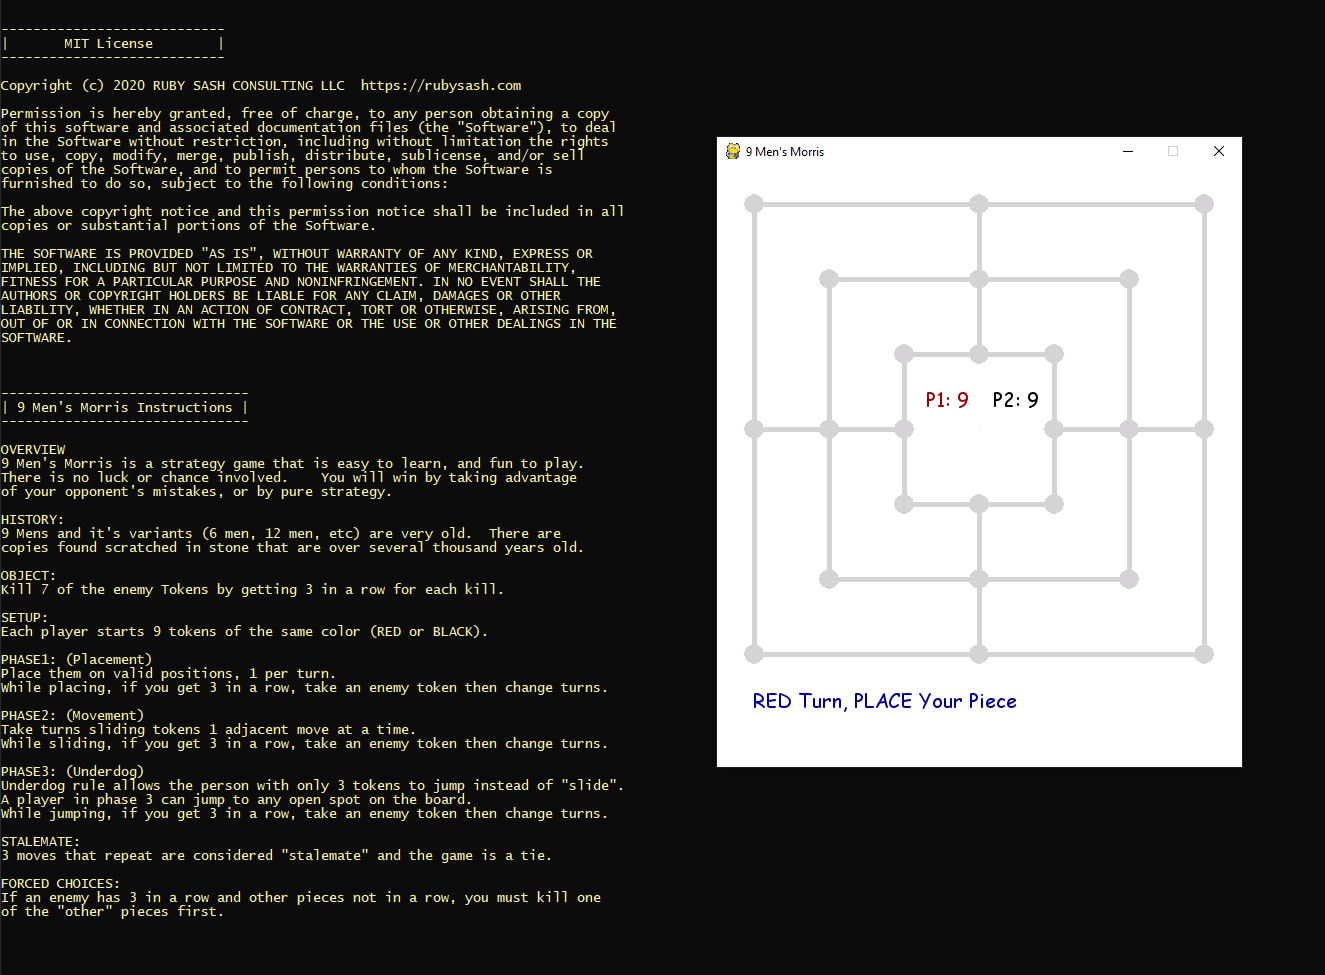 ----------------------------
|       MIT License        |
----------------------------
Copyright (c) 2020 RUBY SASH CONSULTING LLC  https://rubysash.com
Permission is hereby granted, free of charge, to any person obtaining a copy
of this software and associated documentation files (the "Software"), to deal
in the Software without restriction, including without limitation the rights
to use, copy, modify, merge, publish, distribute, sublicense, and/or sell
copies of the Software, and to permit persons to whom the Software is
furnished to do so, subject to the following conditions:
The above copyright notice and this permission notice shall be included in all
copies or substantial portions of the Software.
THE SOFTWARE IS PROVIDED "AS IS", WITHOUT WARRANTY OF ANY KIND, EXPRESS OR
IMPLIED, INCLUDING BUT NOT LIMITED TO THE WARRANTIES OF MERCHANTABILITY,
FITNESS FOR A PARTICULAR PURPOSE AND NONINFRINGEMENT. IN NO EVENT SHALL THE
AUTHORS OR COPYRIGHT HOLDERS BE LIABLE FOR ANY CLAIM, DAMAGES OR OTHER
LIABILITY, WHETHER IN AN ACTION OF CONTRACT, TORT OR OTHERWISE, ARISING FROM,
OUT OF OR IN CONNECTION WITH THE SOFTWARE OR THE USE OR OTHER DEALINGS IN THE
SOFTWARE.
-------------------------------
| 9 Men's Morris Instructions |
-------------------------------
OVERVIEW
9 Men's Morris is a strategy game that is easy to learn, and fun to play.
There is no luck or chance involved.    You will win by taking advantage
of your opponent's mistakes, or by pure strategy.
HISTORY:
9 Mens and it's variants (6 men, 12 men, etc) are very old.  There are
copies found scratched in stone that are over several thousand years old.
OBJECT:
Kill 7 of the enemy Tokens by getting 3 in a row for each kill.
SETUP:
Each player starts 9 tokens of the same color (RED or BLACK).
PHASE1: (Placement)
Place them on valid positions, 1 per turn.
While placing, if you get 3 in a row, take an enemy token then change turns.
PHASE2: (Movement)
Take turns sliding tokens 1 adjacent move at a time.
While sliding, if you get 3 in a row, take an enemy token then change turns.
PHASE3: (Underdog)
Underdog rule allows the person with only 3 tokens to jump instead of "slide".
A player in phase 3 can jump to any open spot on the board.
While jumping, if you get 3 in a row, take an enemy token then change turns.
STALEMATE:
3 moves that repeat are considered "stalemate" and the game is a tie.
FORCED CHOICES:
If an enemy has 3 in a row and other pieces not in a row, you must kill one
of the "other" pieces first.
9 Men's Morris
P1: 9 P2: 9
RED Turn, PLACE Your Piece